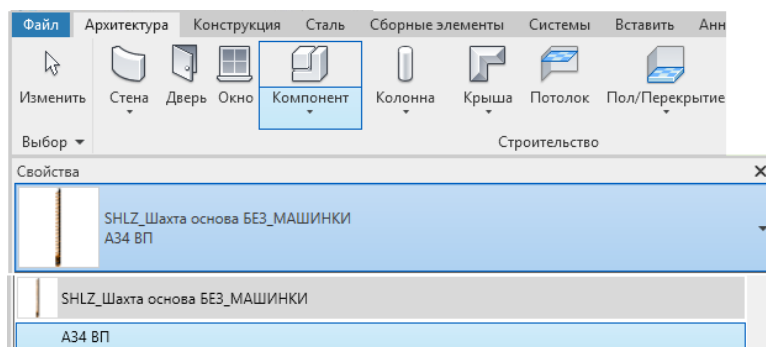 Файл Архитектура Конструкция Сталь Сборные элементы Системы Вставить Анн
Изменить Стена Дверь Окно Компонент Колонна Крыша Потолок Пол/Перекрытие
Выбор Строительство
Свойства
SHLZ_Шахта основа БЕЗ_МАШИНКИ
А34 ВП
SHLZ_Шахта основа БЕЗ_МАШИНКИ
А34 ВП